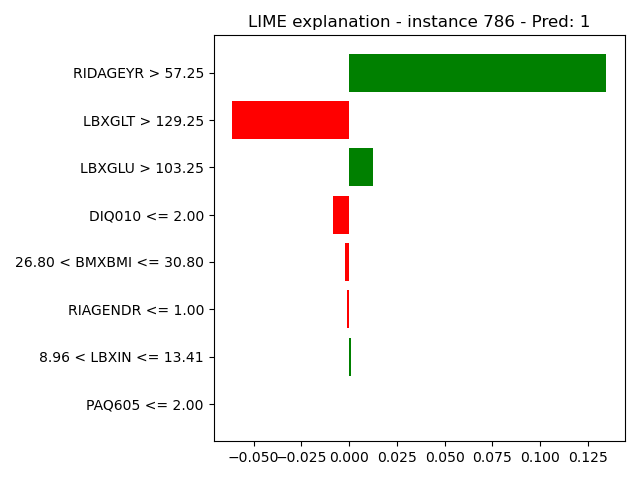 LIME explanation - instance 786 - Pred: 1
RIDAGEYR > 57.25
LBXGLT > 129.25
LBXGLU > 103.25
DIQ010 <= 2.00
26.80 < BMXBMI <= 30.80
RIAGENDR <= 1.00
8.96 < LBXIN <= 13.41
PAQ605 <= 2.00
−0.050 −0.025 0.000 0.025 0.050 0.075 0.100 0.125